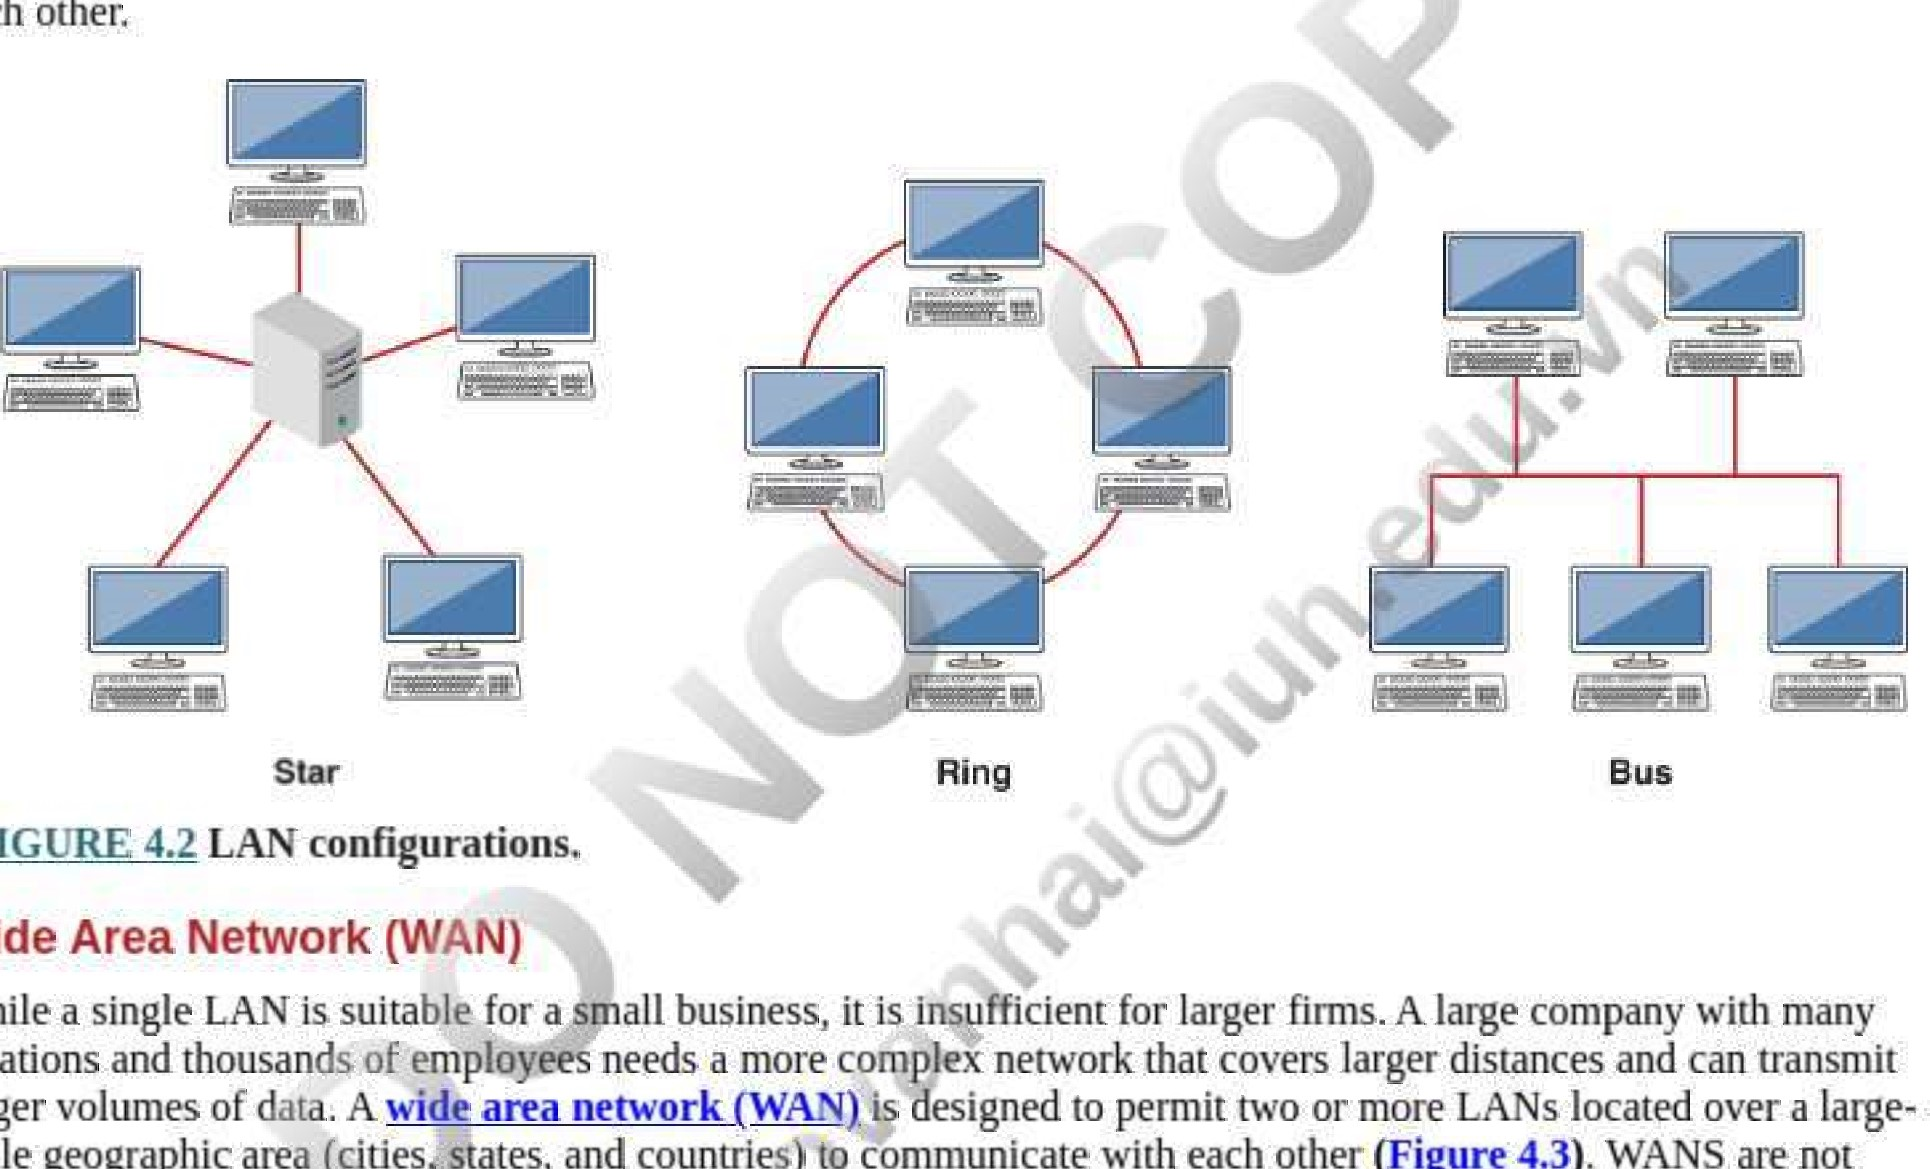 ch other.
Star
Ring
Bus
IGURE 4.2 LAN configurations.
ide Area Network (WAN)
hile a single LAN is suitable for a small business, it is insufficient for larger firms. A large company with many
ations and thousands of employees needs a more complex network that covers larger distances and can transmit
ger volumes of data. A wide area network (WAN) is designed to permit two or more LANs located over a large-
le geographic area (cities, states, and countries) to communicate with each other (Figure 4.3). WANS are not
DO NOT COP
vanhai@iuh.edu.vn